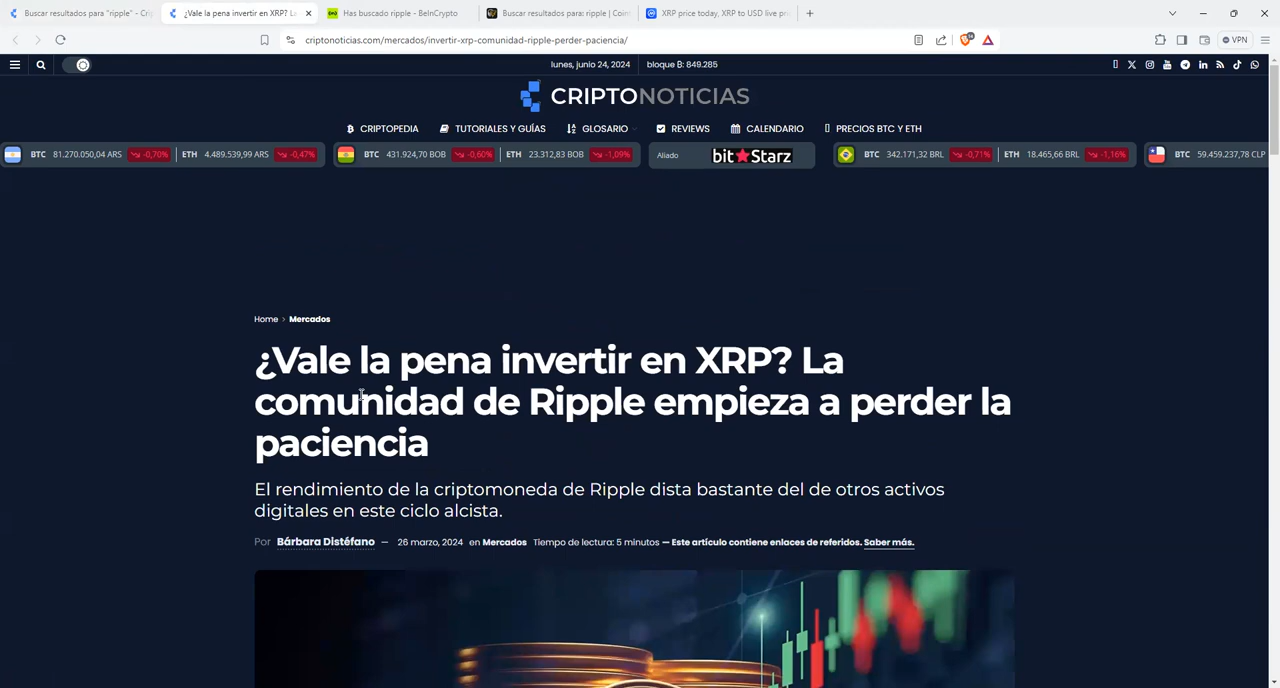 Buscar resultados para "ripple" - Crip
¿Vale la pena invertir en XRP? La
Has buscado ripple - BeInCrypto
Buscar resultados para: ripple | Coint
XRP price today, XRP to USD live pri
criptonoticias.com/mercados/invertir-xrp-comunidad-ripple-perder-paciencia/
VPN
lunes, junio 24, 2024
bloque ₿: 849.285
CRIPTONOTICIAS
CRIPTOPEDIA
TUTORIALES Y GUÍAS
GLOSARIO
REVIEWS
CALENDARIO
PRECIOS BTC Y ETH
BTC 81.270.050,04 ARS -0,70%
ETH 4.489.539,99 ARS -0,47%
BTC 431.924,70 BOB -0,60%
ETH 23.312,83 BOB -1,09%
Aliado bitStarz
BTC 342.171,32 BRL -0,71%
ETH 18.465,66 BRL -1,16%
BTC 59.459.237,78 CLP
Home > Mercados
¿Vale la pena invertir en XRP? La
comunidad de Ripple empieza a perder la
paciencia
El rendimiento de la criptomoneda de Ripple dista bastante del de otros activos
digitales en este ciclo alcista.
Por Bárbara Distéfano — 26 marzo, 2024 en Mercados Tiempo de lectura: 5 minutos — Este artículo contiene enlaces de referidos. Saber más.